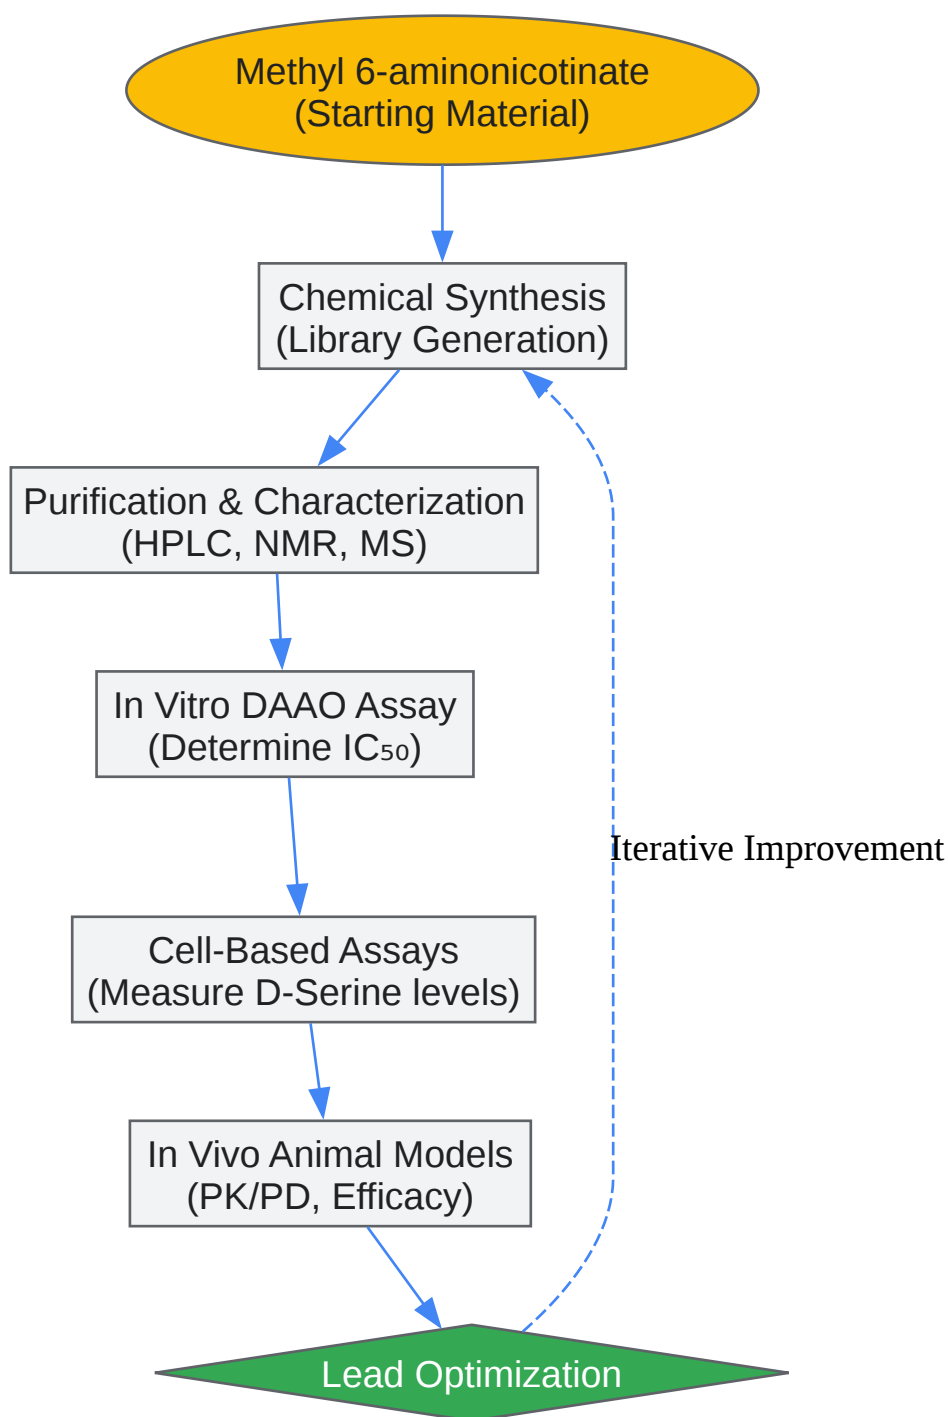 Methyl 6-aminonicotinate
(Starting Material)
Chemical Synthesis
(Library Generation)
Purification & Characterization
(HPLC, NMR, MS)
In Vitro DAAO Assay
(Determine IC₅₀)
Cell-Based Assays
(Measure D-Serine levels)
Iterative Improvement
In Vivo Animal Models
(PK/PD, Efficacy)
Lead Optimization